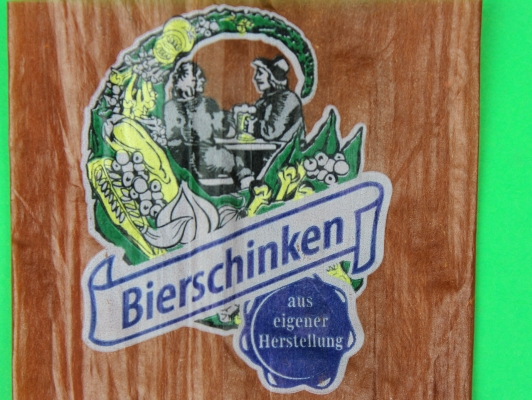 Bierschinken
aus
eigener
Herstellung